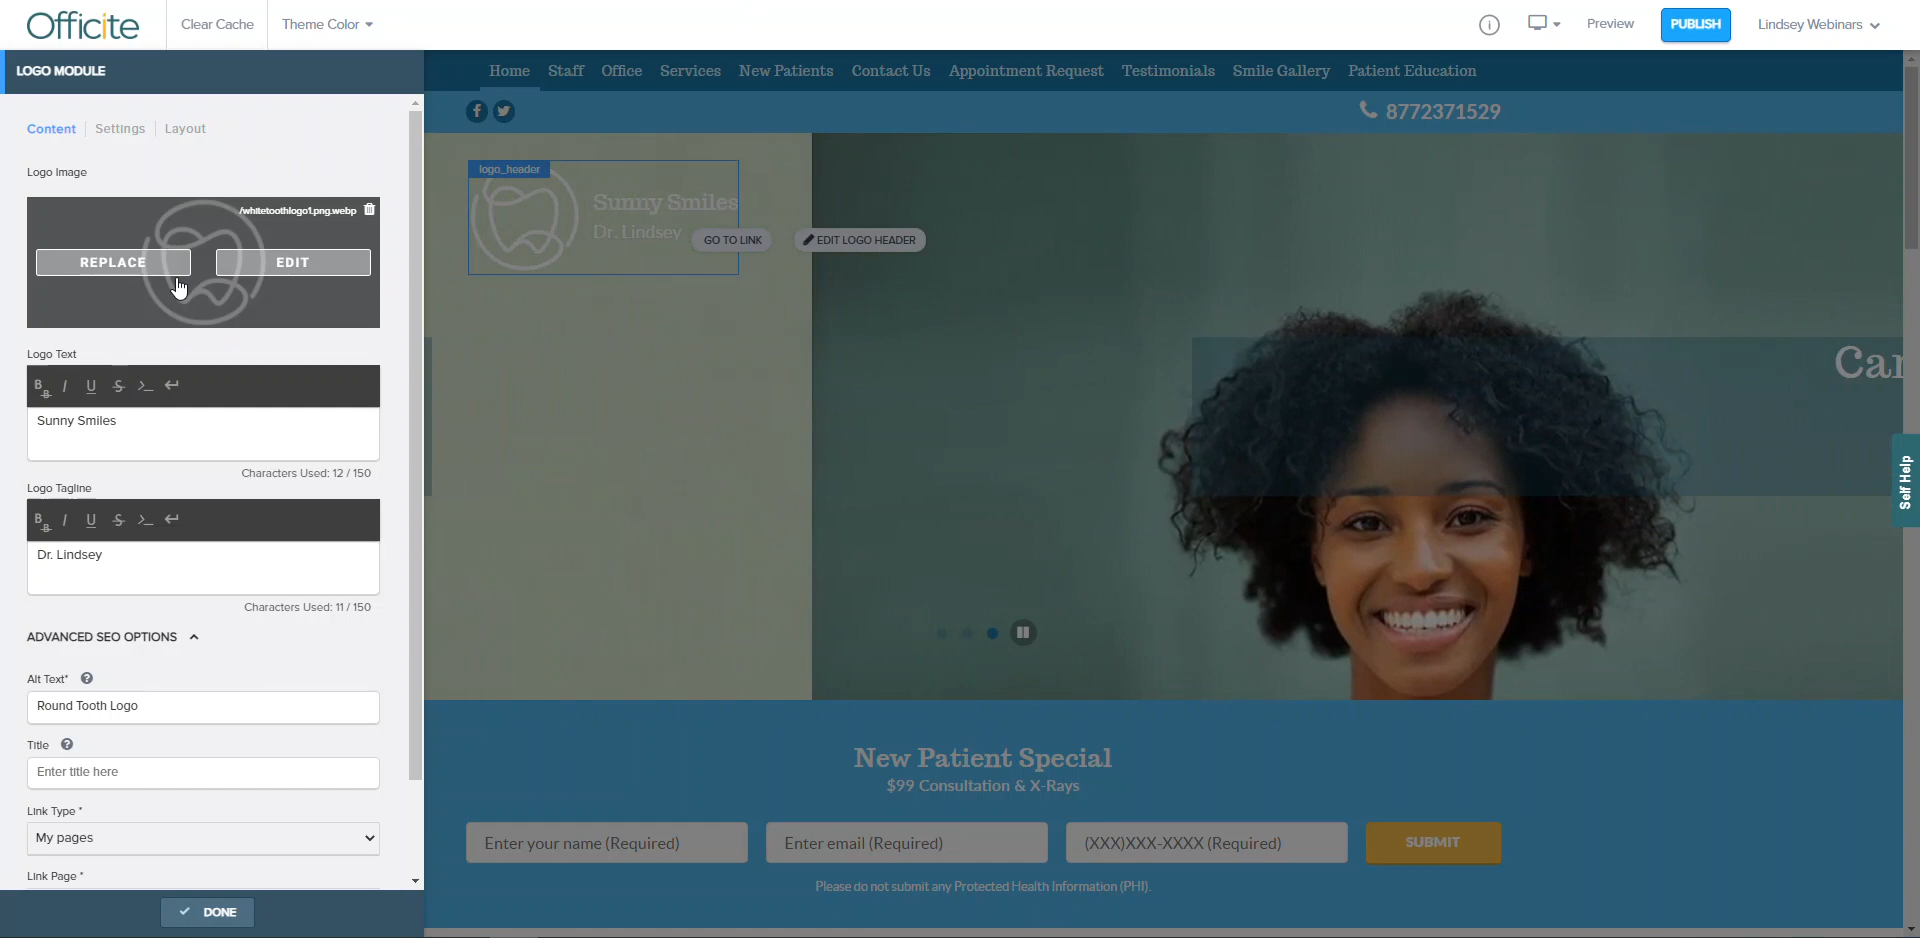 Officite
Clear Cache
Theme Color
Preview
PUBLISH
Lindsey Webinars
LOGO MODULE
Content
Settings
Layout
Logo Image
/whitetoothlogo1.png.webp
REPLACE
EDIT
Logo Text
B B I U S >_
Sunny Smiles
Characters Used: 12 / 150
Logo Tagline
B B I U S >_
Dr. Lindsey
Characters Used: 11 / 150
ADVANCED SEO OPTIONS
Alt Text* ?
Round Tooth Logo
Title ?
Enter title here
Link Type *
My pages
Link Page *
DONE
Home Staff Office Services New Patients Contact Us Appointment Request Testimonials Smile Gallery Patient Education
8772371529
logo_header
Sunny Smiles
Dr. Lindsey
GO TO LINK
EDIT LOGO HEADER
Self Help
New Patient Special
$99 Consultation & X-Rays
Enter your name (Required)
Enter email (Required)
(XXX)XXX-XXXX (Required)
SUBMIT
Please do not submit any Protected Health Information (PHI).